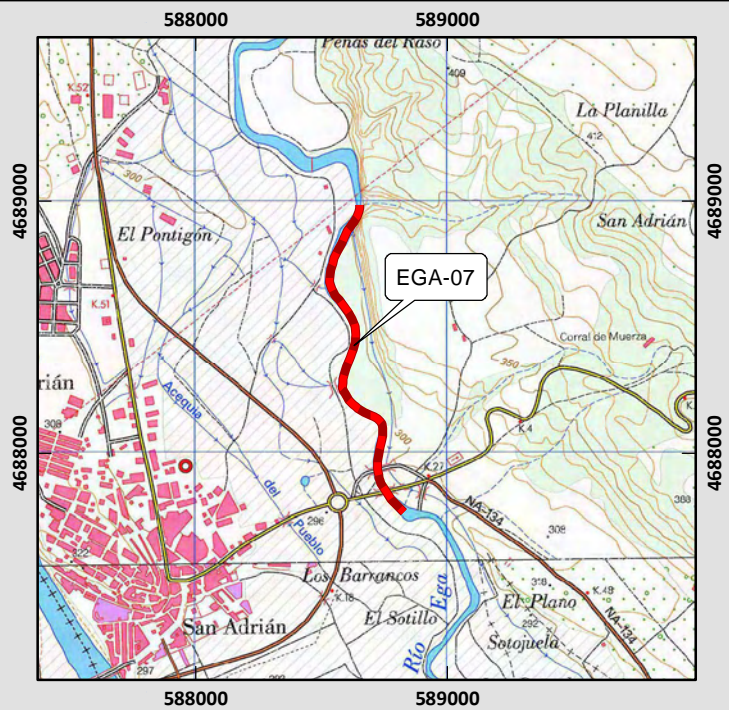 588000
589000
Peñas del Raso
409
K.52
La Planilla
412
300
4689000
4689000
El Pontigón
San Adrián
EGA-07
K.51
Corral de Muerza
350
rián
Acequia
308
300
K.4
K.
4688000
4688000
K.27
388
del
NA-134
296
Pueblo
308
322
Los Barrancos
K.18
El Sotillo
Río Ega
El Plano
318
K.49
NA-134
292
San Adrián
Sotojuela
297
588000
589000